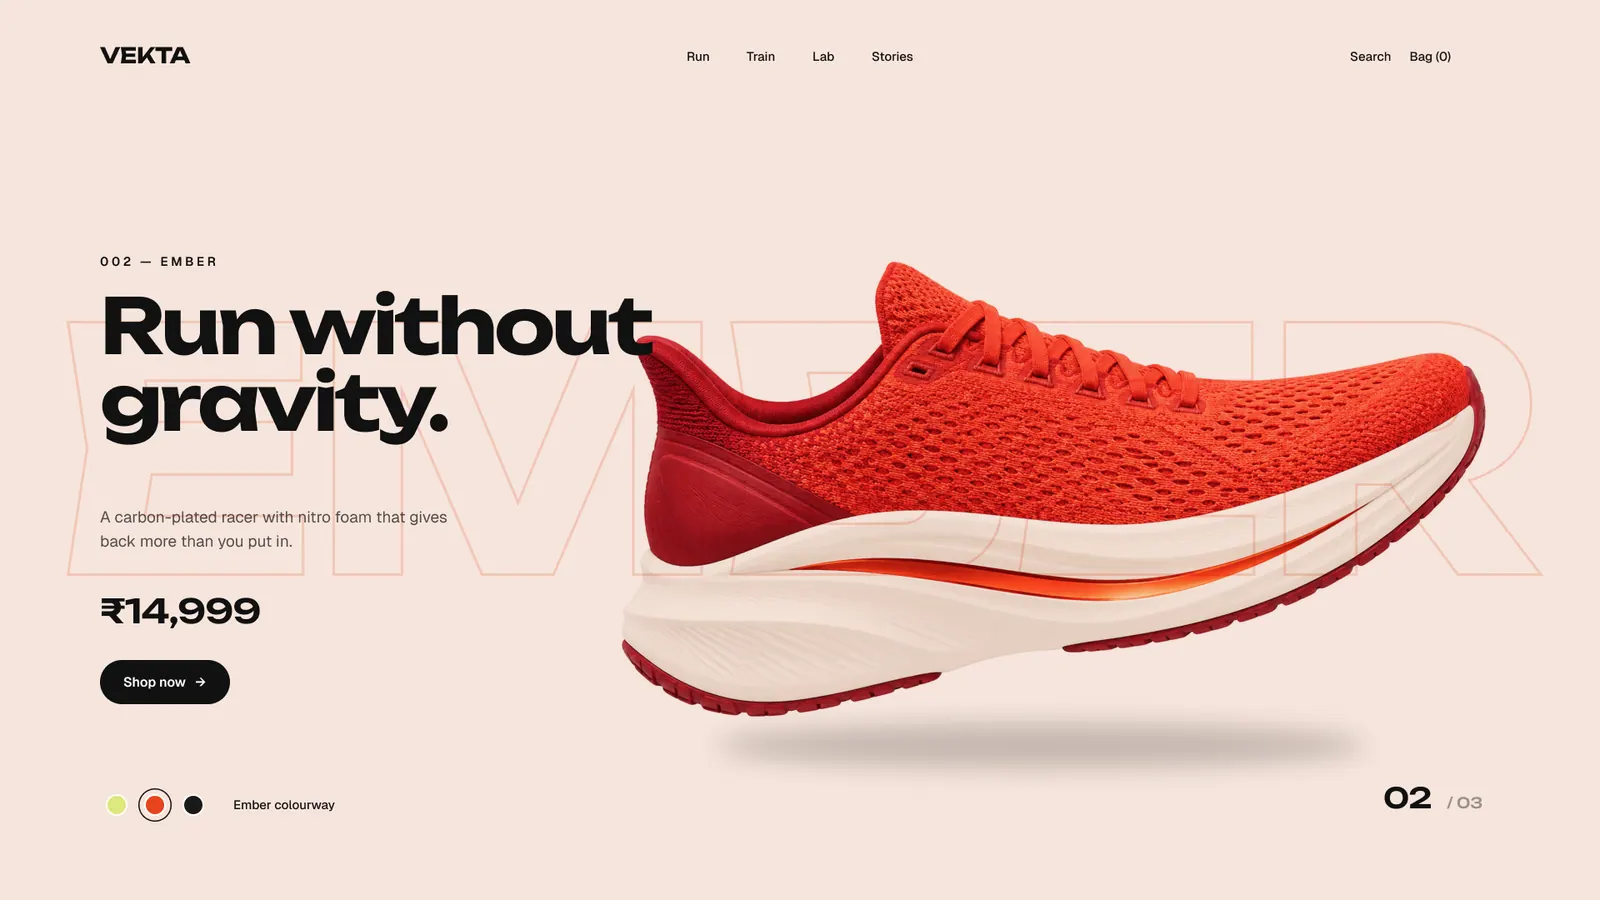 VEKTA
Run Train Lab Stories
Search Bag (0)
002 — EMBER
Run without
gravity.
EMBER
A carbon-plated racer with nitro foam that gives
back more than you put in.
₹14,999
Shop now →
Ember colourway
02 / 03